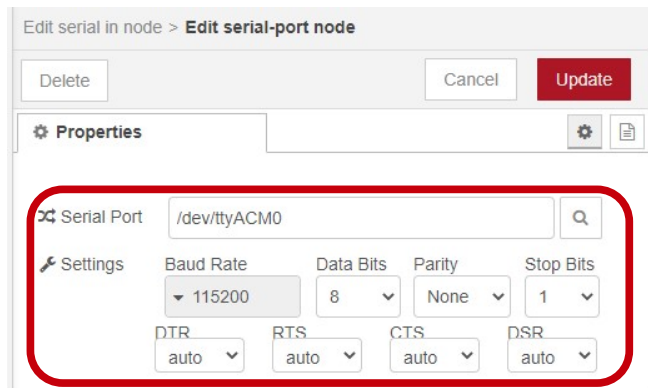 Edit serial in node > Edit serial-port node
Delete Cancel Update
Properties
Serial Port /dev/ttyACM0
Settings Baud Rate Data Bits Parity Stop Bits
115200 8 None 1
DTR RTS CTS DSR
auto auto auto auto